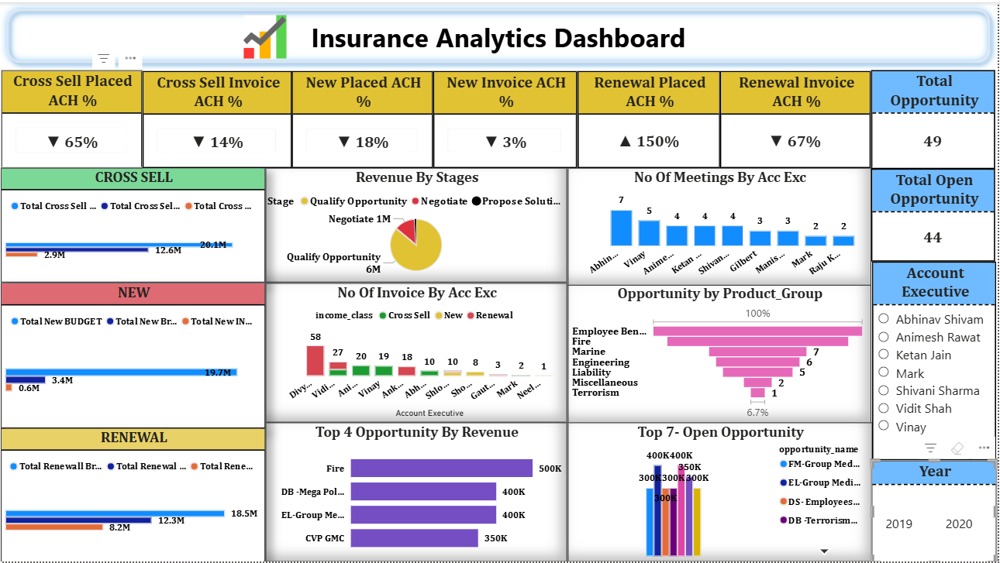 Insurance Analytics Dashboard
Cross Sell Placed
ACH %
▼ 65%
Cross Sell Invoice
ACH %
▼ 14%
New Placed ACH
%
▼ 18%
New Invoice ACH
%
▼ 3%
Renewal Placed
ACH %
▲ 150%
Renewal Invoice
ACH %
▼ 67%
Total
Opportunity
49
CROSS SELL
Total Cross Sell ... Total Cross Sel... Total Cross ...
20.1M
12.6M
2.9M
Revenue By Stages
Stage Qualify Opportunity Negotiate Propose Soluti...
Negotiate 1M
Qualify Opportunity
6M
No Of Meetings By Acc Exc
7 5 4 4 4 3 3 2 2
Abhin... Vinay Anime... Ketan ... Shivan... Gilbert Manis... Mark Raju K...
Total Open
Opportunity
44
NEW
Total New BUDGET Total New Br... Total New IN...
19.7M
3.4M
0.6M
No Of Invoice By Acc Exc
income_class Cross Sell New Renewal
58 27 20 19 18 10 10 8 3 2 1
Divy... Vidi... Ani... Vinay Ank... Abh... Shlo... Sho... Gaut... Mark Neel...
Account Executive
Opportunity by Product_Group
100%
Employee Ben...
Fire
Marine 7
Engineering 6
Liability 5
Miscellaneous 2
Terrorism 1
6.7%
Account
Executive
Abhinav Shivam
Animesh Rawat
Ketan Jain
Mark
Shivani Sharma
Vidit Shah
Vinay
RENEWAL
Total Renewall Br... Total Renewal ... Total Rene...
18.5M
12.3M
8.2M
Top 4 Opportunity By Revenue
Fire 500K
DB -Mega Pol... 400K
EL-Group Me... 400K
CVP GMC 350K
Top 7- Open Opportunity
400K 400K
350K
300K 300K 300K
300K
opportunity_name
FM-Group Med...
EL-Group Medi...
DS- Employees...
DB -Terrorism...
Year
2019 2020